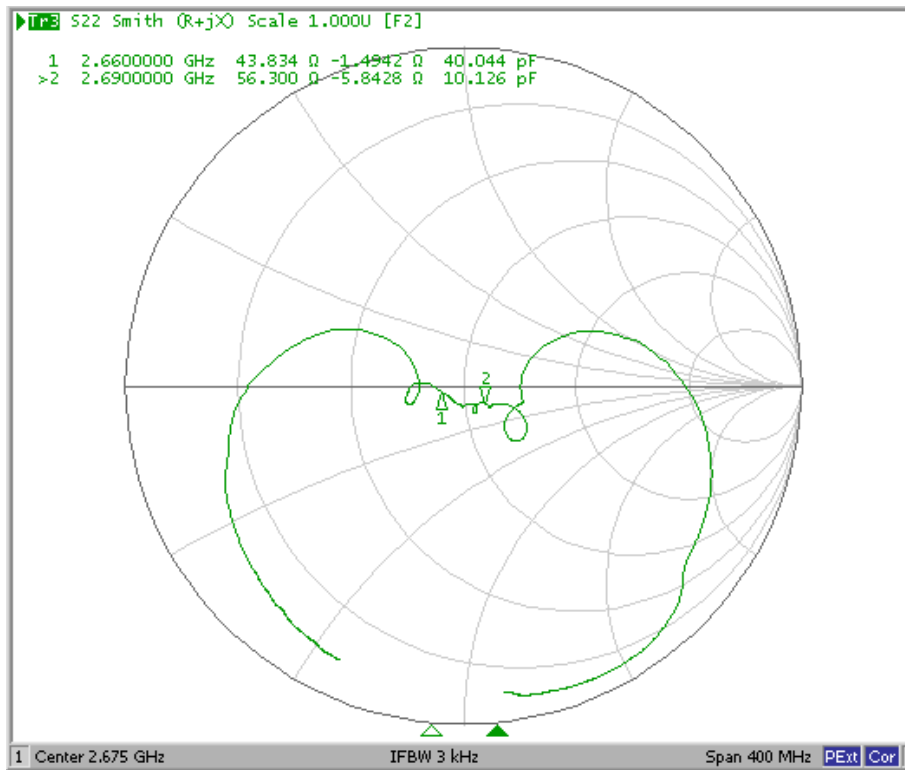 Tr3 S22 Smith (R+jX) Scale 1.000U [F2]
1 2.6600000 GHz 43.834 Ω -1.4942 Ω 40.044 pF
>2 2.6900000 GHz 56.300 Ω -5.8428 Ω 10.126 pF
2
1
1 Center 2.675 GHz IFBW 3 kHz Span 400 MHz PExt Cor